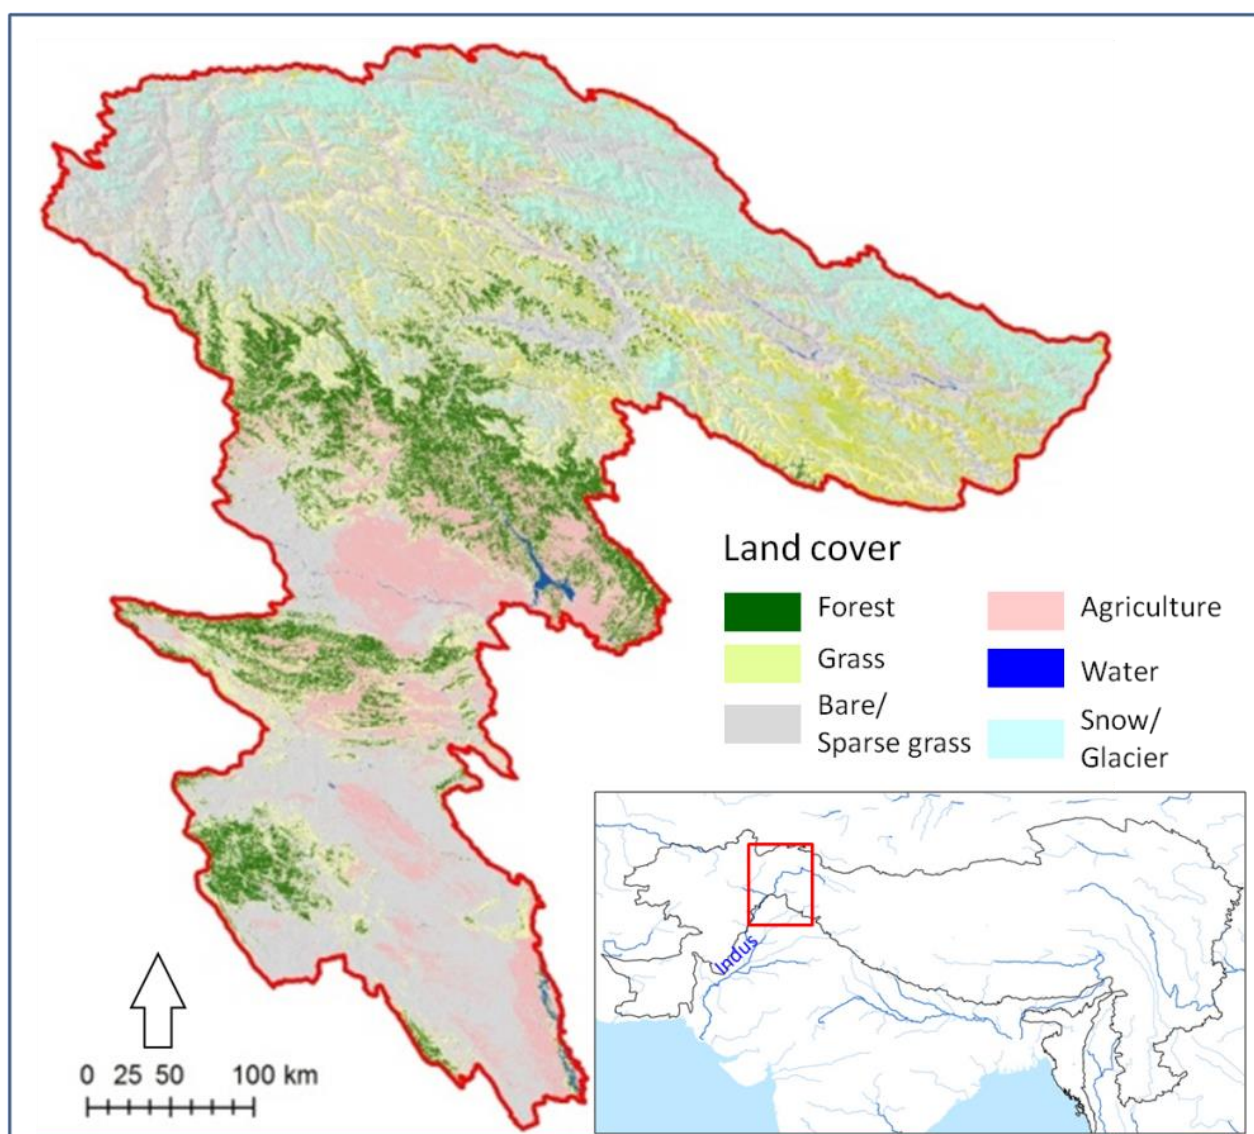 Land cover
Forest
Grass
Bare/
Sparse grass
Agriculture
Water
Snow/
Glacier
Indus
0 25 50 100 km